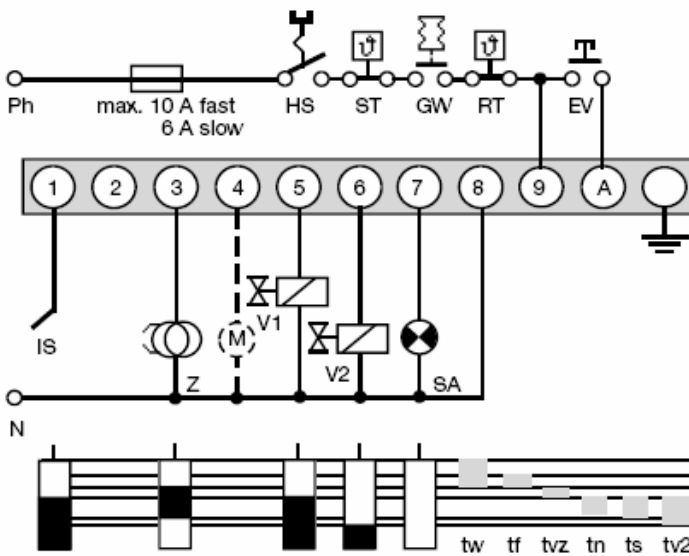 Ph max. 10 A fast HS ST GW RT EV
6 A slow
1 2 3 4 5 6 7 8 9 A
IS Z M V1 V2 SA
N
tw tf tvz tn ts tv2